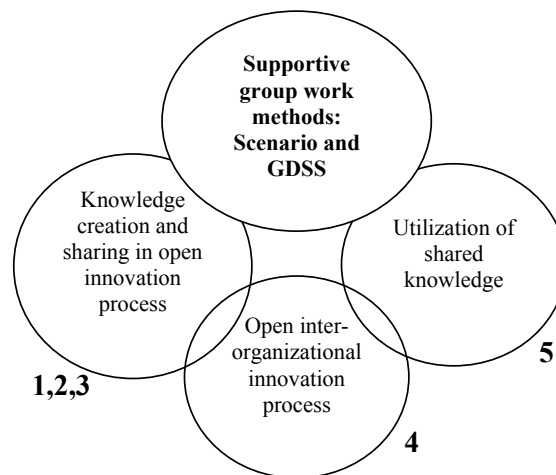 Supportive
group work
methods:
Scenario and
GDSS
Knowledge
creation and
sharing in open
innovation
process
Utilization of
shared
knowledge
Open inter-
organizational
innovation
process
1,2,3
4
5